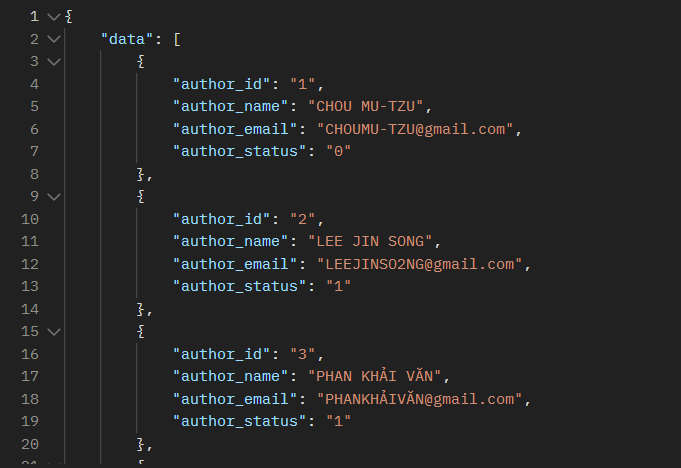 1 {
2 "data": [
3 {
4 "author_id": "1",
5 "author_name": "CHOU MU-TZU",
6 "author_email": "CHOUMU-TZU@gmail.com",
7 "author_status": "0"
8 },
9 {
10 "author_id": "2",
11 "author_name": "LEE JIN SONG",
12 "author_email": "LEEJINSO2NG@gmail.com",
13 "author_status": "1"
14 },
15 {
16 "author_id": "3",
17 "author_name": "PHAN KHẢI VĂN",
18 "author_email": "PHANKHẢIVĂN@gmail.com",
19 "author_status": "1"
20 },